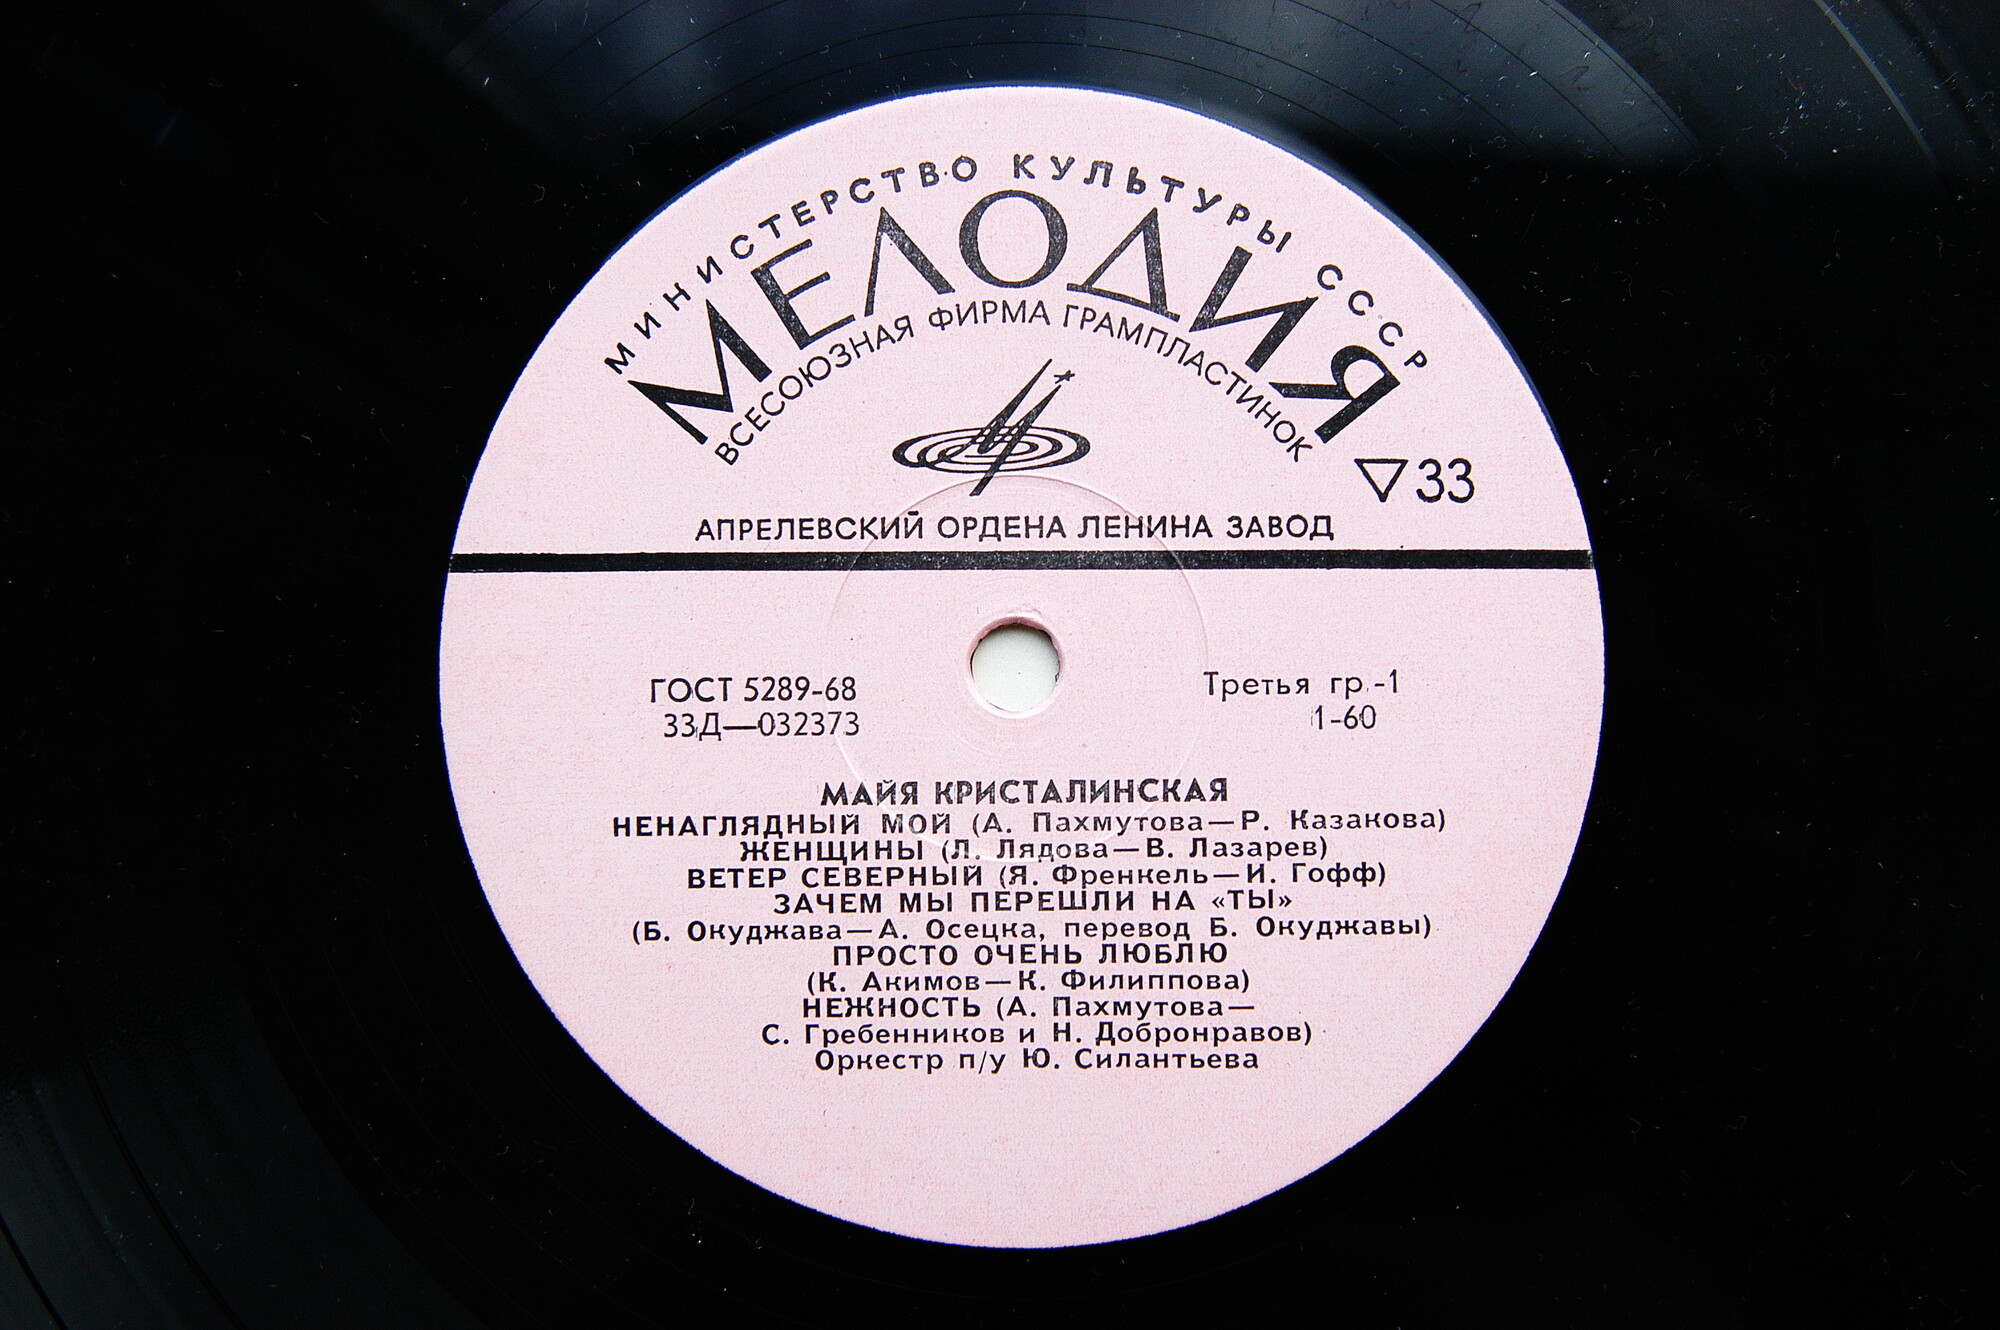 МИНИСТЕРСТВО КУЛЬТУРЫ СССР
МЕЛОДИЯ
ВСЕСОЮЗНАЯ ФИРМА ГРАМПЛАСТИНОК
▽33
АПРЕЛЕВСКИЙ ОРДЕНА ЛЕНИНА ЗАВОД
ГОСТ 5289-68
33Д—032373
Третья гр.-1
1-60
МАЙЯ КРИСТАЛИНСКАЯ
НЕНАГЛЯДНЫЙ МОЙ (А. Пахмутова—Р. Казакова)
ЖЕНЩИНЫ (Л. Лядова—В. Лазарев)
ВЕТЕР СЕВЕРНЫЙ (Я. Френкель—И. Гофф)
ЗАЧЕМ МЫ ПЕРЕШЛИ НА «ТЫ»
(Б. Окуджава—А. Осецка, перевод Б. Окуджавы)
ПРОСТО ОЧЕНЬ ЛЮБЛЮ
(К. Акимов—К. Филиппова)
НЕЖНОСТЬ (А. Пахмутова—
С. Гребенников и Н. Добронравов)
Оркестр п/у Ю. Силантьева